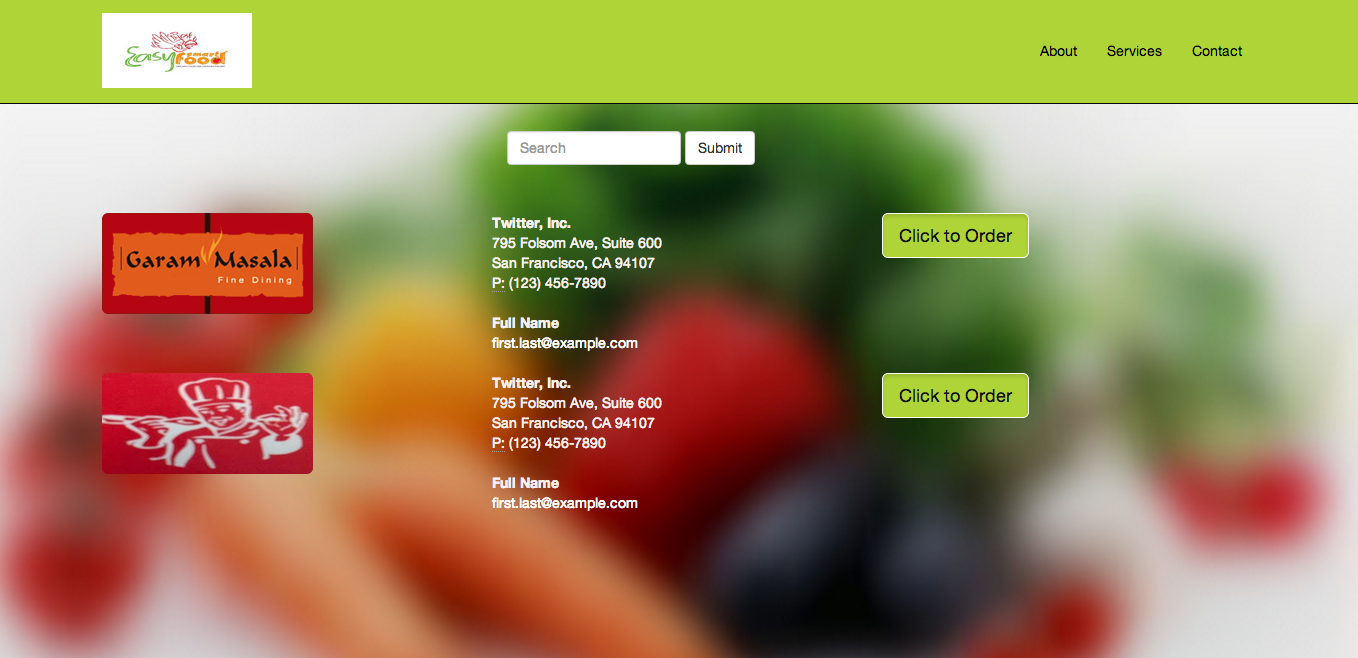 Easy
Food
About Services Contact
Search Submit
Garam Masala
Fine Dining
Twitter, Inc.
795 Folsom Ave, Suite 600
San Francisco, CA 94107
P: (123) 456-7890
Click to Order
Full Name
first.last@example.com
Twitter, Inc.
795 Folsom Ave, Suite 600
San Francisco, CA 94107
P: (123) 456-7890
Click to Order
Full Name
first.last@example.com